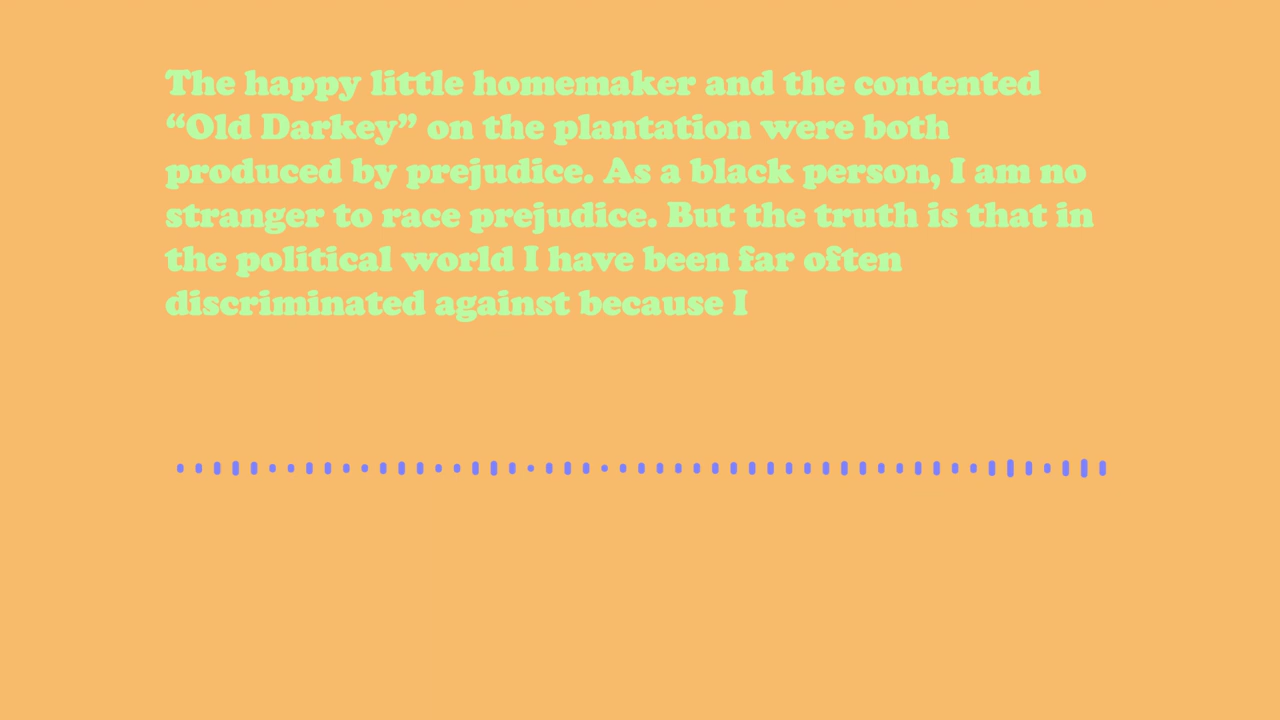 The happy little homemaker and the contented
“Old Darkey” on the plantation were both
produced by prejudice. As a black person, I am no
stranger to race prejudice. But the truth is that in
the political world I have been far often
discriminated against because I